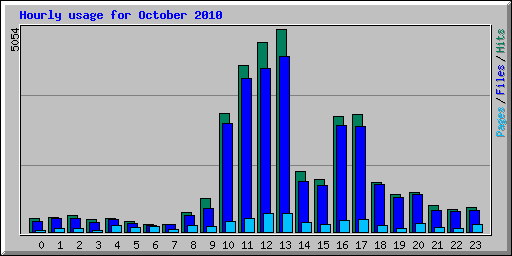 Hourly usage for October 2010
5054
Pages/Files/Hits
0 1 2 3 4 5 6 7 8 9 10 11 12 13 14 15 16 17 18 19 20 21 22 23